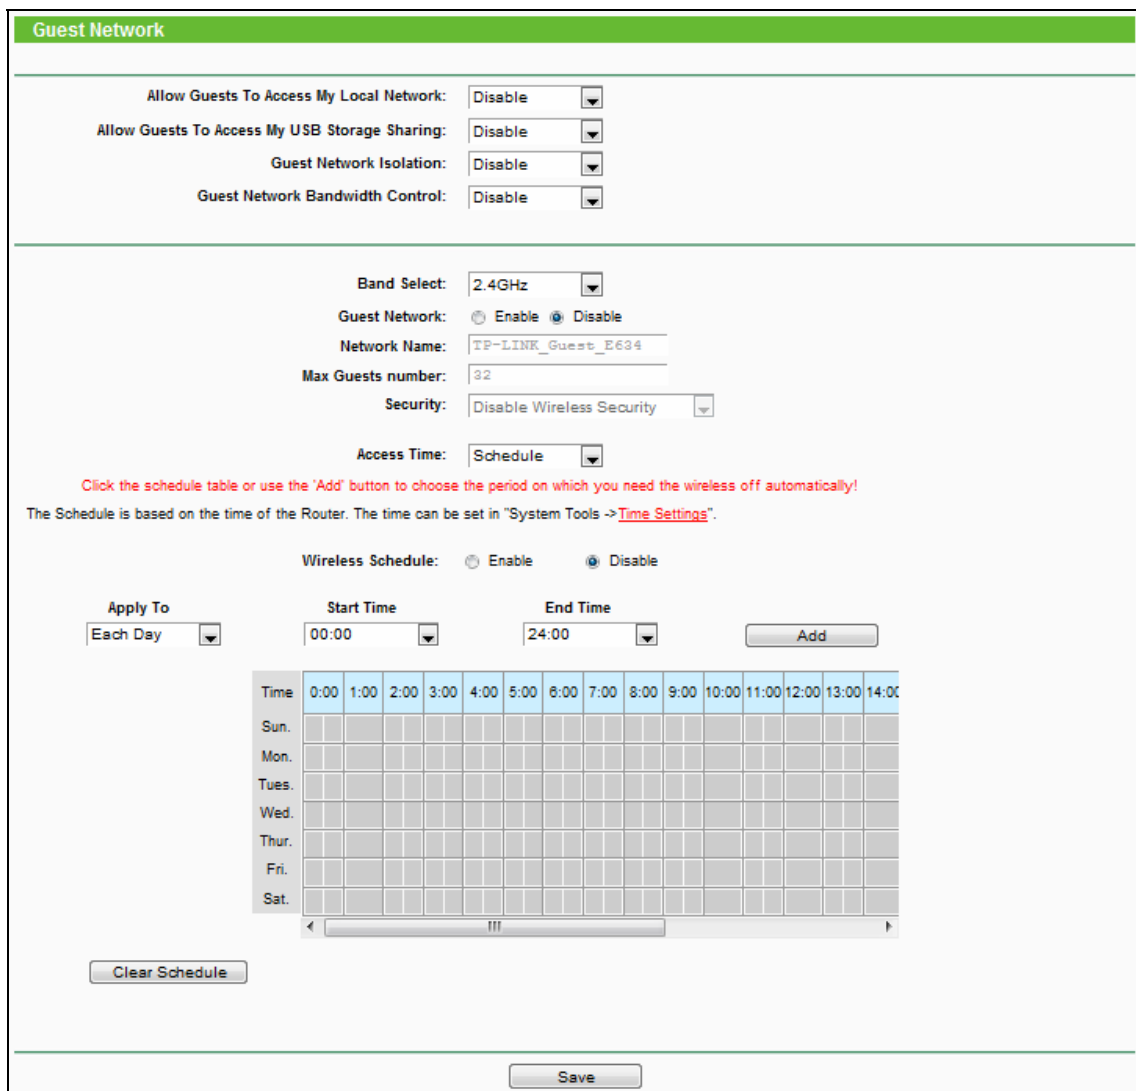 Guest Network
Allow Guests To Access My Local Network: Disable
Allow Guests To Access My USB Storage Sharing: Disable
Guest Network Isolation: Disable
Guest Network Bandwidth Control: Disable
Band Select: 2.4GHz
Guest Network: Enable Disable
Network Name: TP-LINK_Guest_E634
Max Guests number: 32
Security: Disable Wireless Security
Access Time: Schedule
Click the schedule table or use the 'Add' button to choose the period on which you need the wireless off automatically!
The Schedule is based on the time of the Router. The time can be set in "System Tools ->Time Settings".
Wireless Schedule: Enable Disable
Apply To Start Time End Time
Each Day 00:00 24:00 Add
Time 0:00 1:00 2:00 3:00 4:00 5:00 6:00 7:00 8:00 9:00 10:00 11:00 12:00 13:00 14:00
Sun.
Mon.
Tues.
Wed.
Thur.
Fri.
Sat.
Clear Schedule
Save